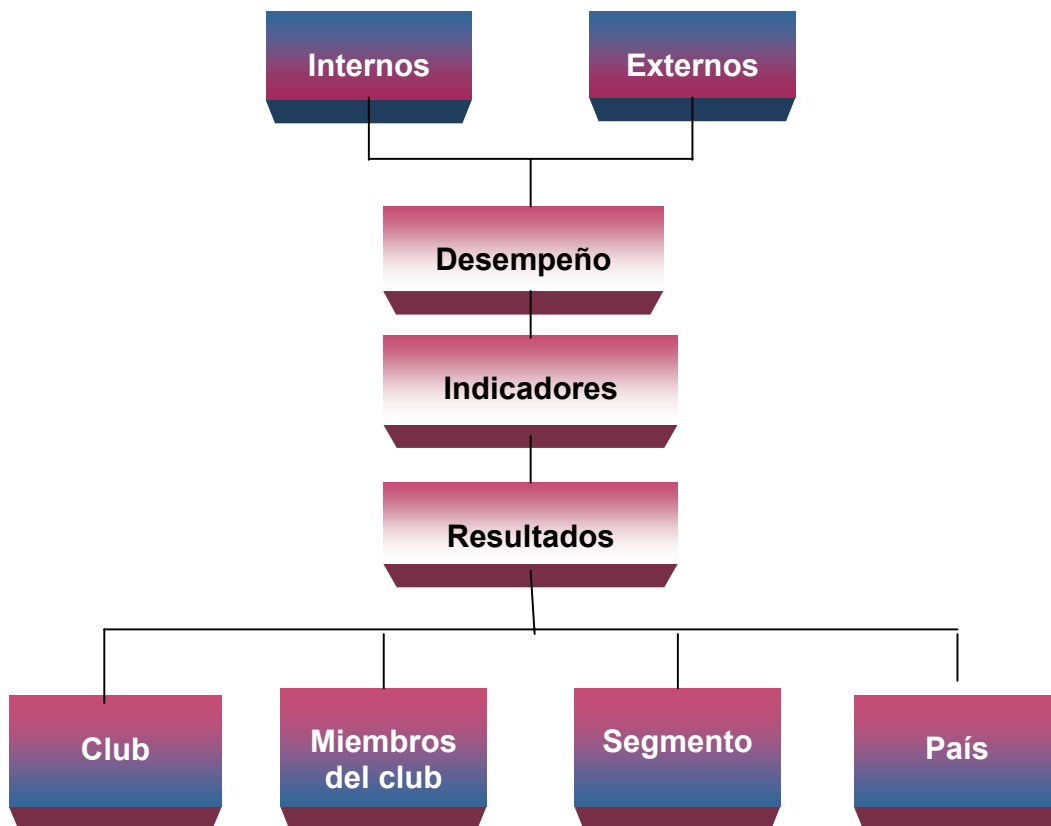 Internos
Externos
Desempeño
Indicadores
Resultados
Club
Miembros
del club
Segmento
País